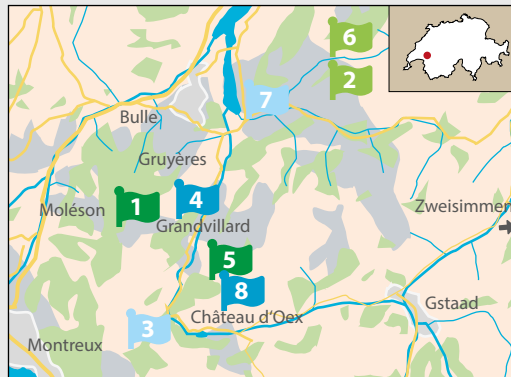 6
2
7
Bulle
Gruyères
Moléson
1
4
Grandvillard
Zweisimmen
5
8
Château d'Oex
Gstaad
3
Montreux